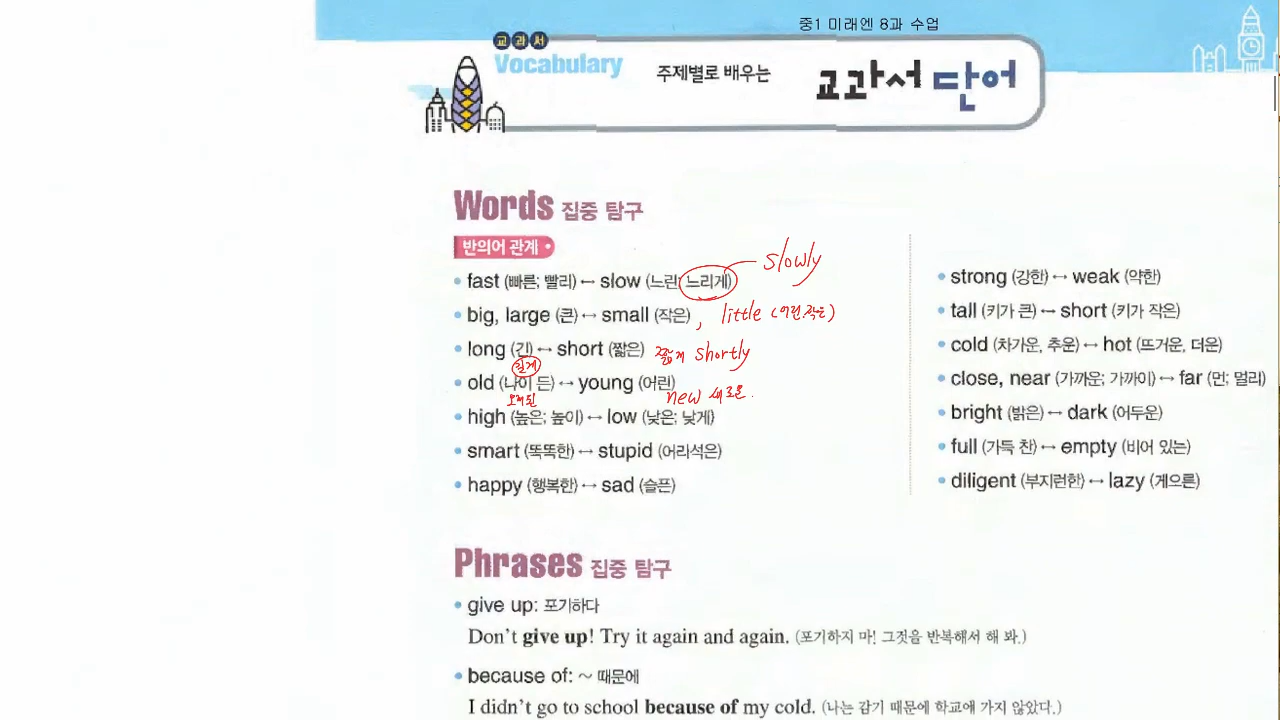 중1 미래엔 8과 수업
교과서
Vocabulary
주제별로 배우는 교과서 단어
Words 집중 탐구
반의어 관계
• fast (빠른; 빨리) ↔ slow (느린; 느리게) slowly
• big, large (큰) ↔ small (작은) , little (어린, 작은)
• long (긴) ↔ short (짧은) 짧게 shortly
길게
• old (나이 든) ↔ young (어린)
오래된 new 새로운.
• high (높은; 높이) ↔ low (낮은; 낮게)
• smart (똑똑한) ↔ stupid (어리석은)
• happy (행복한) ↔ sad (슬픈)
• strong (강한) ↔ weak (약한)
• tall (키가 큰) ↔ short (키가 작은)
• cold (차가운, 추운) ↔ hot (뜨거운, 더운)
• close, near (가까운; 가까이) ↔ far (먼; 멀리)
• bright (밝은) ↔ dark (어두운)
• full (가득 찬) ↔ empty (비어 있는)
• diligent (부지런한) ↔ lazy (게으른)
Phrases 집중 탐구
• give up: 포기하다
Don't give up! Try it again and again. (포기하지 마! 그것을 반복해서 해 봐.)
• because of: ~ 때문에
I didn't go to school because of my cold. (나는 감기 때문에 학교에 가지 않았다.)